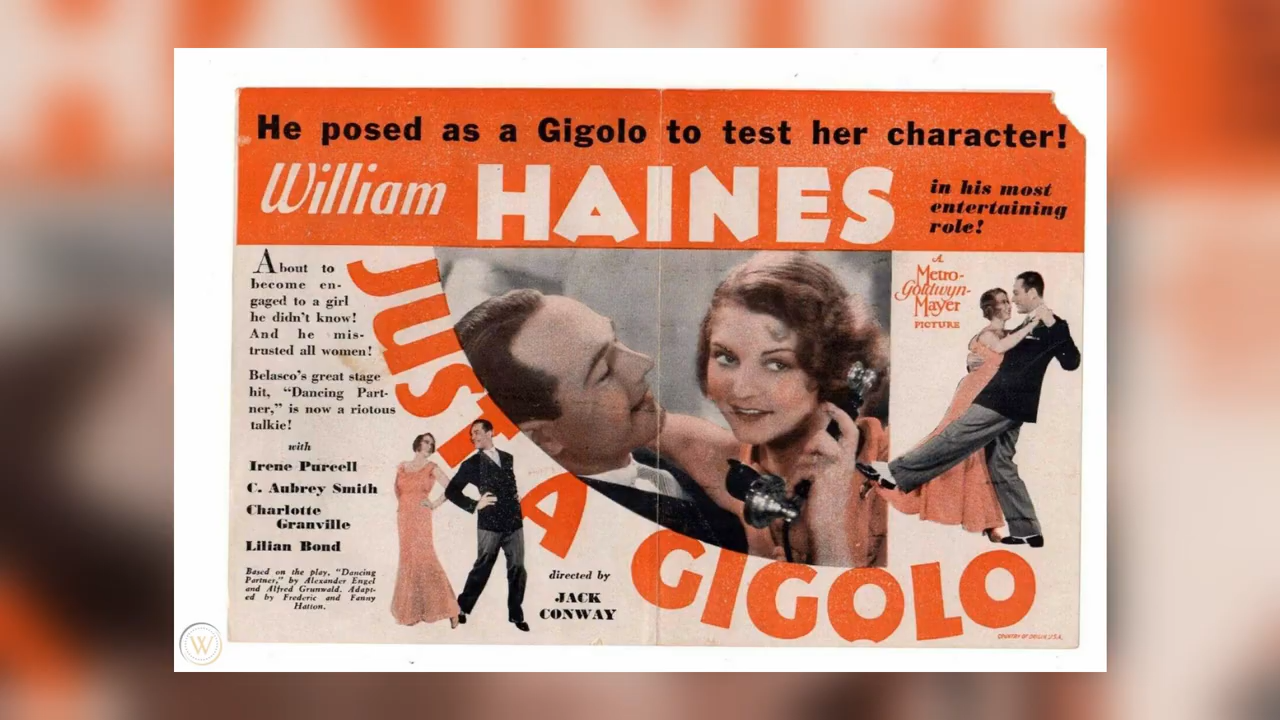 He posed as a Gigolo to test her character!
William HAINES
in his most
entertaining
role!
About to
become en-
gaged to a girl
he didn't know!
And he mis-
trusted all women!
Belasco's great stage
hit, "Dancing Part-
ner," is now a riotous
talkie!
with
Irene Purcell
C. Aubrey Smith
Charlotte
Granville
Lilian Bond
Based on the play, "Dancing
Partner," by Alexander Engel
and Alfred Grunwald. Adapt-
ed by Frederic and Fanny
Hatton.
JUST A GIGOLO
directed by
JACK
CONWAY
A
Metro-
Goldwyn-
Mayer
PICTURE
COUNTRY OF ORIGIN U.S.A.
W